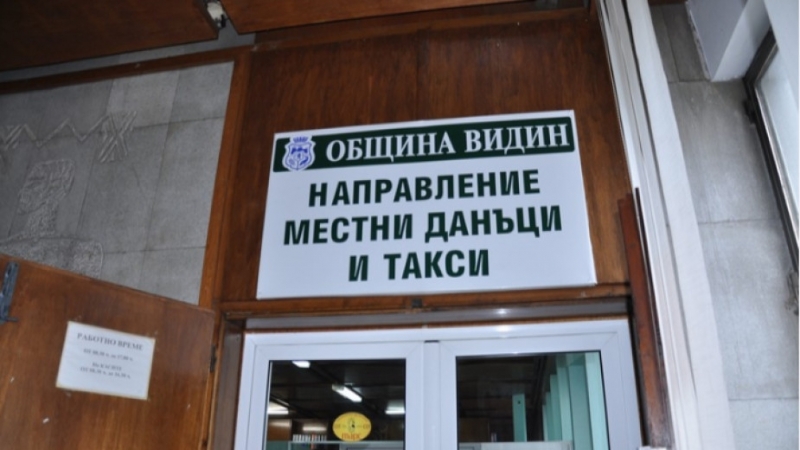 ОБЩИНА ВИДИН
НАПРАВЛЕНИЕ
МЕСТНИ ДАНЪЦИ
И ТАКСИ
РАБОТНО ВРЕМЕ